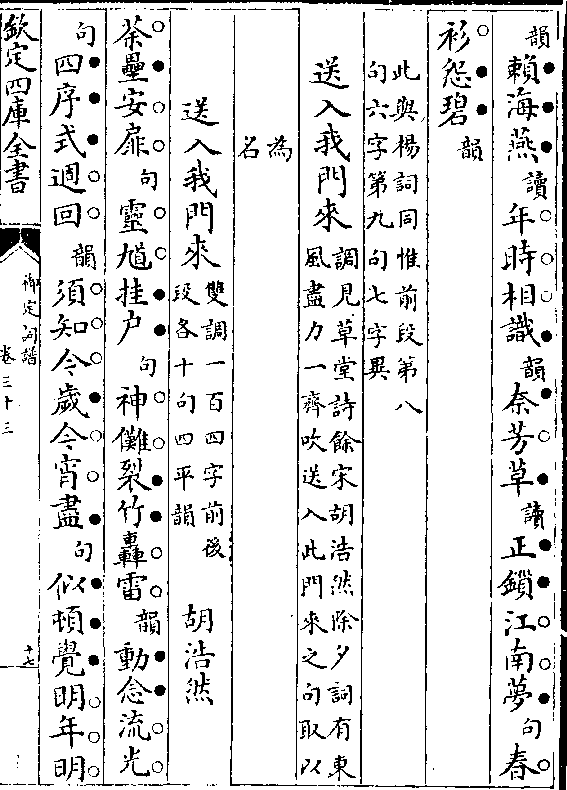 韻賴海燕讀年時相識韻柰芳草讀正鎖江南夢句春
衫怨碧韻
此與楊詞同惟前段第八
句六字第九句七字異
送入我門來調見草堂詩餘宋胡浩然除夕詞有東
風盡力一齊吹送入此門來之句取以
為
名
送入我門來雙調一百四字前後
段各十句四平韻 胡浩然
荼壘安扉句靈馗挂戶句神儺裂竹轟雷韻動念流光
句四序式週回韻須知今歲今宵盡句似頓覺明年明
欽定四庫全書
御定詞譜
卷三十三
十七